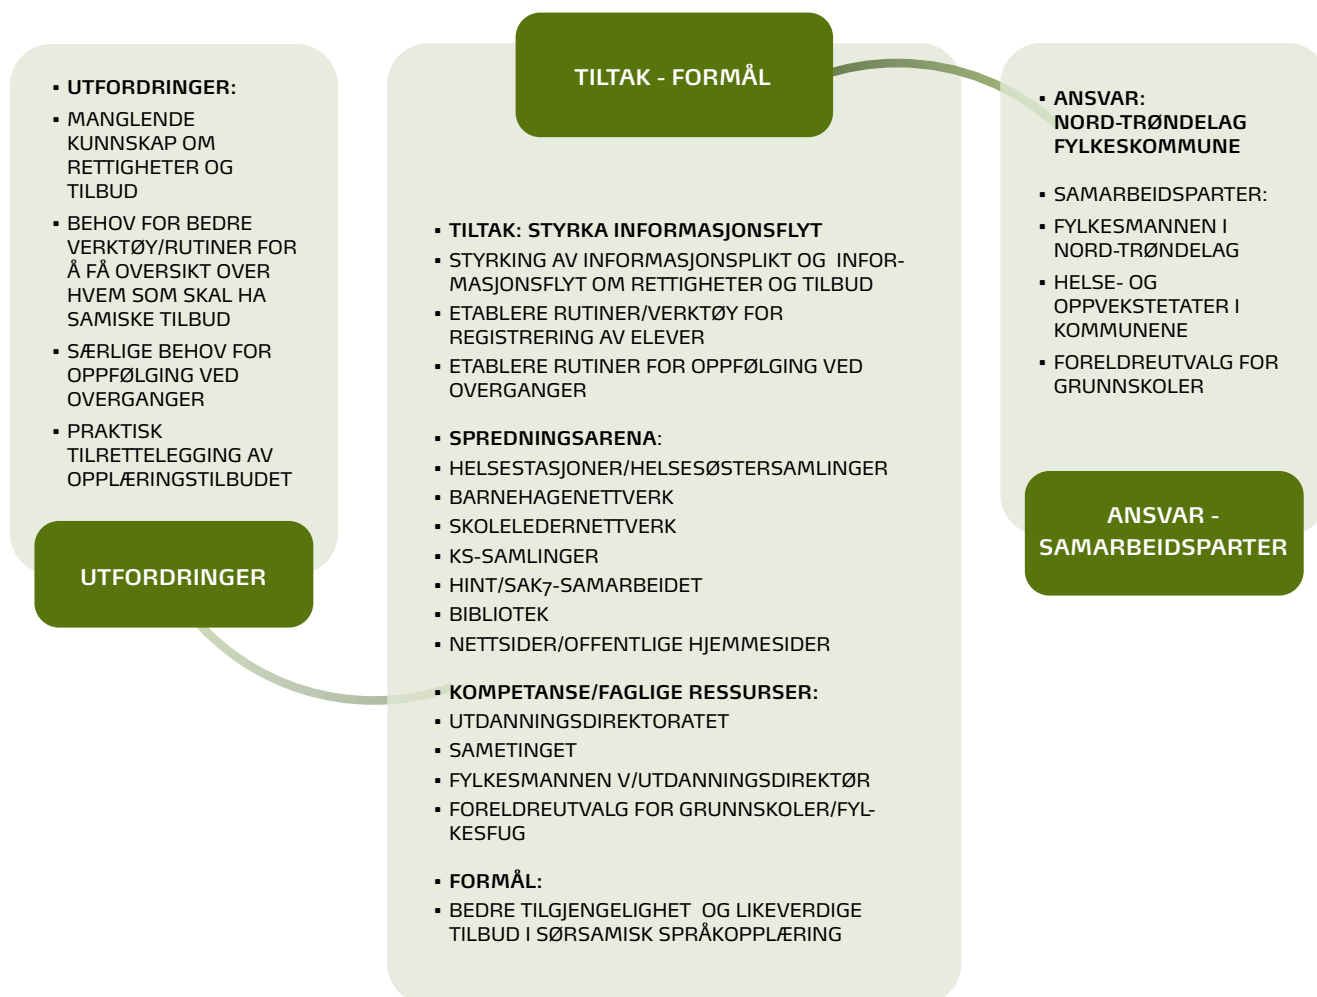 ▪ UTFORDRINGER:
▪ MANGLENDE
KUNNSKAP OM
RETTIGHETER OG
TILBUD
▪ BEHOV FOR BEDRE
VERKTØY/RUTINER FOR
Å FÅ OVERSIKT OVER
HVEM SOM SKAL HA
SAMISKE TILBUD
▪ SÆRLIGE BEHOV FOR
OPPFØLGING VED
OVERGANGER
▪ PRAKTISK
TILRETTELEGGING AV
OPPLÆRINGSTILBUDET
UTFORDRINGER
TILTAK - FORMÅL
▪ TILTAK: STYRKA INFORMASJONSFLYT
▪ STYRKING AV INFORMASJONSPLIKT OG  INFOR-
MASJONSFLYT OM RETTIGHETER OG TILBUD
▪ ETABLERE RUTINER/VERKTØY FOR
REGISTRERING AV ELEVER
▪ ETABLERE RUTINER FOR OPPFØLGING VED
OVERGANGER
▪ SPREDNINGSARENA:
▪ HELSESTASJONER/HELSESØSTERSAMLINGER
▪ BARNEHAGENETTVERK
▪ SKOLELEDERNETTVERK
▪ KS-SAMLINGER
▪ HINT/SAK7-SAMARBEIDET
▪ BIBLIOTEK
▪ NETTSIDER/OFFENTLIGE HJEMMESIDER
▪ KOMPETANSE/FAGLIGE RESSURSER:
▪ UTDANNINGSDIREKTORATET
▪ SAMETINGET
▪ FYLKESMANNEN V/UTDANNINGSDIREKTØR
▪ FORELDREUTVALG FOR GRUNNSKOLER/FYL-
KESFUG
▪ FORMÅL:
▪ BEDRE TILGJENGELIGHET  OG LIKEVERDIGE
TILBUD I SØRSAMISK SPRÅKOPPLÆRING
▪ ANSVAR:
NORD-TRØNDELAG
FYLKESKOMMUNE
▪ SAMARBEIDSPARTER:
▪ FYLKESMANNEN I
NORD-TRØNDELAG
▪ HELSE- OG
OPPVEKSTETATER I
KOMMUNENE
▪ FORELDREUTVALG FOR
GRUNNSKOLER
ANSVAR -
SAMARBEIDSPARTER